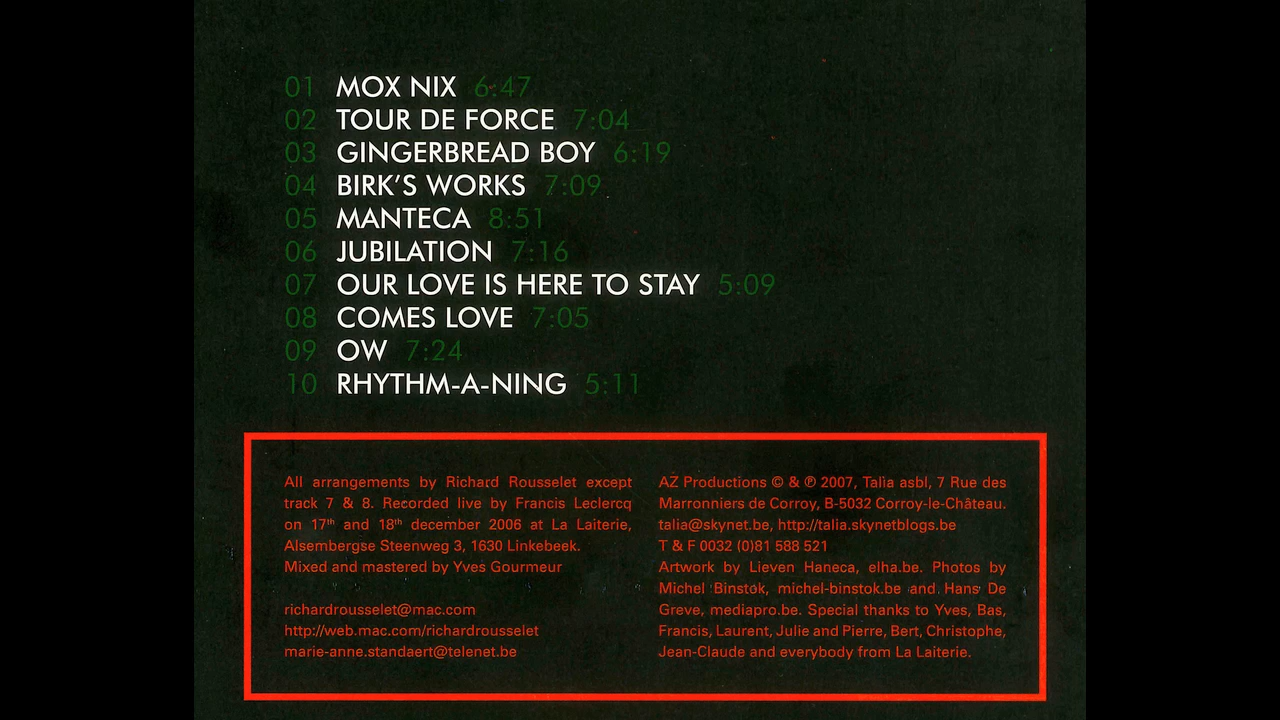 01 MOX NIX 6:47
02 TOUR DE FORCE 7:04
03 GINGERBREAD BOY 6:19
04 BIRK'S WORKS 7:09
05 MANTECA 8:51
06 JUBILATION 7:16
07 OUR LOVE IS HERE TO STAY 5:09
08 COMES LOVE 7:05
09 OW 7:24
10 RHYTHM-A-NING 5:11
All arrangements by Richard Rousselet except
track 7 & 8. Recorded live by Francis Leclercq
on 17th and 18th december 2006 at La Laiterie,
Alsembergse Steenweg 3, 1630 Linkebeek.
Mixed and mastered by Yves Gourmeur
richardrousselet@mac.com
http://web.mac.com/richardrousselet
marie-anne.standaert@telenet.be
AZ Productions © & ℗ 2007, Talia asbl, 7 Rue des
Marronniers de Corroy, B-5032 Corroy-le-Château.
talia@skynet.be, http://talia.skynetblogs.be
T & F 0032 (0)81 588 521
Artwork by Lieven Haneca, elha.be. Photos by
Michel Binstok, michel-binstok.be and Hans De
Greve, mediapro.be. Special thanks to Yves, Bas,
Francis, Laurent, Julie and Pierre, Bert, Christophe,
Jean-Claude and everybody from La Laiterie.